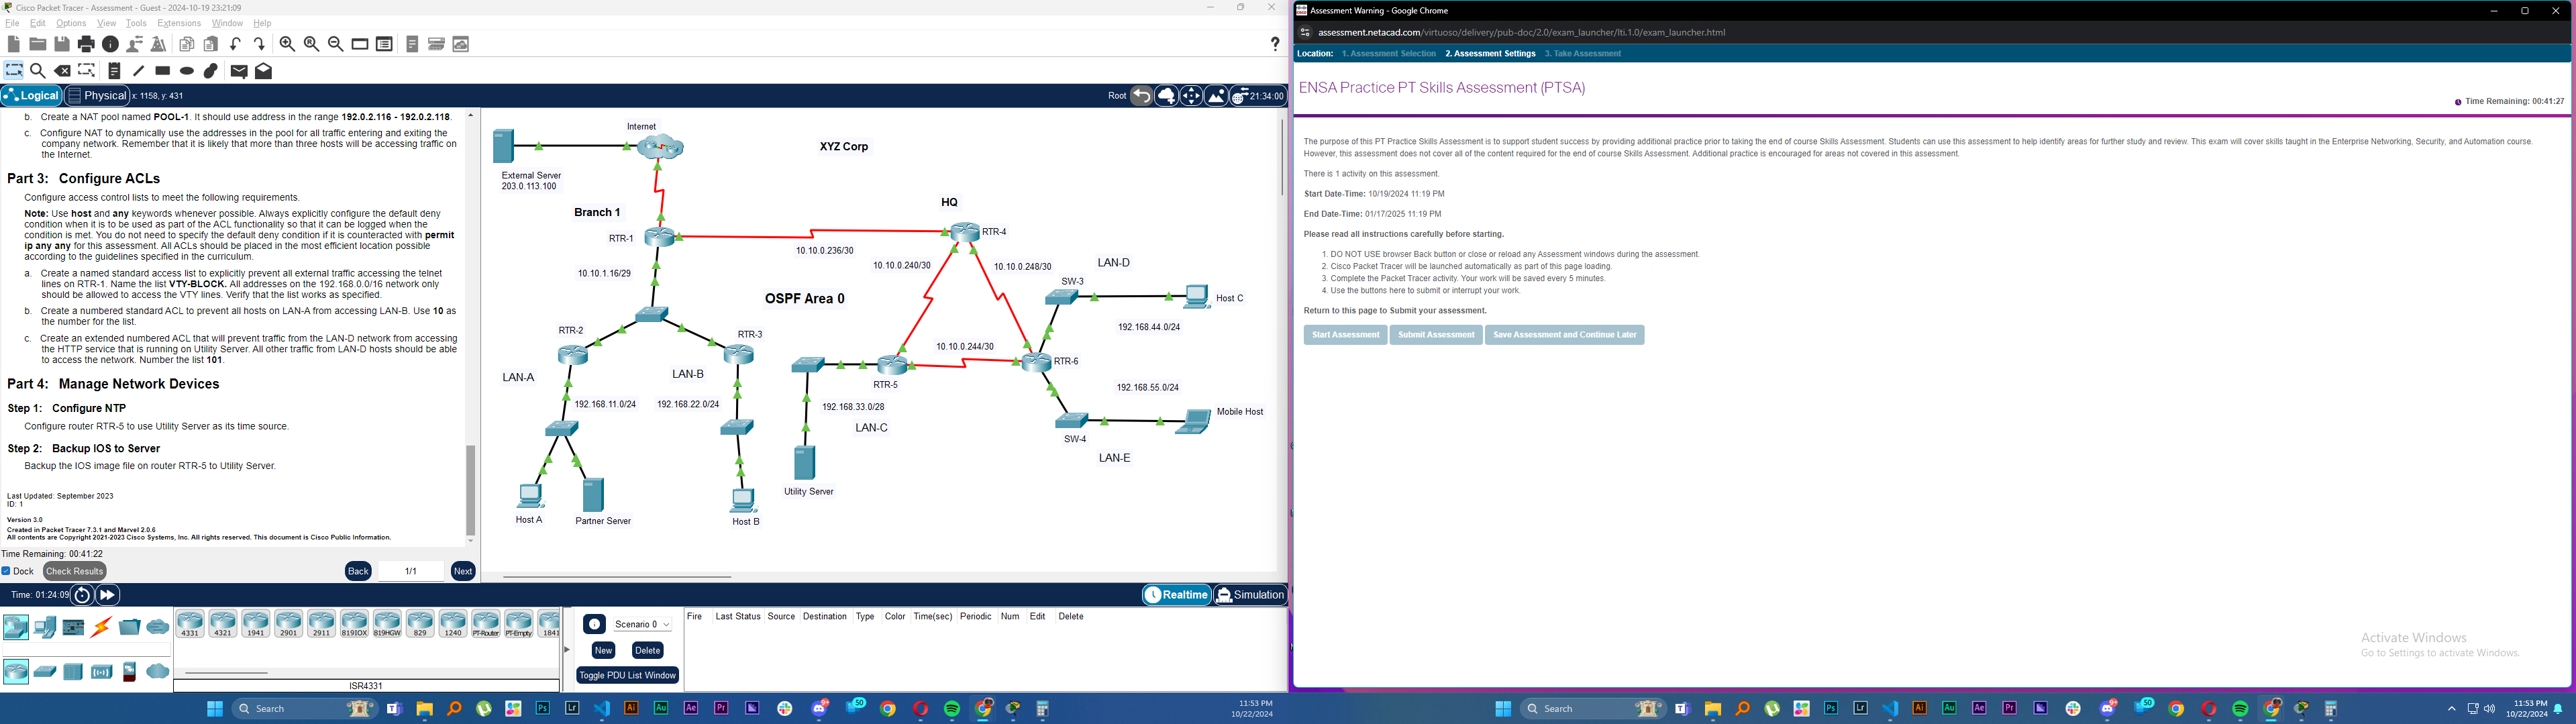 Cisco Packet Tracer - Assessment - Guest - 2024-10-19 23:21:09
File Edit Options View Tools Extensions Window Help
Logical Physical x: 1158, y: 431
Root 21:34:00
b. Create a NAT pool named POOL-1. It should use address in the range 192.0.2.116 - 192.0.2.118.
c. Configure NAT to dynamically use the addresses in the pool for all traffic entering and exiting the
company network. Remember that it is likely that more than three hosts will be accessing traffic on
the Internet.
Part 3: Configure ACLs
Configure access control lists to meet the following requirements.
Note: Use host and any keywords whenever possible. Always explicitly configure the default deny
condition when it is to be used as part of the ACL functionality so that it can be logged when the
condition is met. You do not need to specify the default deny condition if it is counteracted with permit
ip any any for this assessment. All ACLs should be placed in the most efficient location possible
according to the guidelines specified in the curriculum.
a. Create a named standard access list to explicitly prevent all external traffic accessing the telnet
lines on RTR-1. Name the list VTY-BLOCK. All addresses on the 192.168.0.0/16 network only
should be allowed to access the VTY lines. Verify that the list works as specified.
b. Create a numbered standard ACL to prevent all hosts on LAN-A from accessing LAN-B. Use 10 as
the number for the list.
c. Create an extended numbered ACL that will prevent traffic from the LAN-D network from accessing
the HTTP service that is running on Utility Server. All other traffic from LAN-D hosts should be able
to access the network. Number the list 101.
Part 4: Manage Network Devices
Step 1: Configure NTP
Configure router RTR-5 to use Utility Server as its time source.
Step 2: Backup IOS to Server
Backup the IOS image file on router RTR-5 to Utility Server.
Last Updated: September 2023
ID: 1
Version 3.0
Created in Packet Tracer 7.3.1 and Marvel 2.0.6
All contents are Copyright 2021-2023 Cisco Systems, Inc. All rights reserved. This document is Cisco Public Information.
Time Remaining: 00:41:22
Dock Check Results Back 1/1 Next
Internet
XYZ Corp
External Server
203.0.113.100
Branch 1
HQ
RTR-1
RTR-4
10.10.0.236/30
10.10.0.240/30
10.10.0.248/30
LAN-D
10.10.1.16/29
SW-3
OSPF Area 0
Host C
RTR-2
RTR-3
192.168.44.0/24
10.10.0.244/30
RTR-6
LAN-A
LAN-B
RTR-5
192.168.55.0/24
192.168.11.0/24
192.168.22.0/24
192.168.33.0/28
Mobile Host
LAN-C
SW-4
LAN-E
Utility Server
Host A
Partner Server
Host B
Time: 01:24:09
Realtime Simulation
4331 4321 1941 2901 2911 819IOX 819HGW 829 1240 PT-Router PT-Empty 1841
ISR4331
Scenario 0
New Delete
Toggle PDU List Window
Fire Last Status Source Destination Type Color Time(sec) Periodic Num Edit Delete
Search
Ps Lr Ai Au Ae Pr
50
11:53 PM
10/22/2024
Assessment Warning - Google Chrome
assessment.netacad.com/virtuoso/delivery/pub-doc/2.0/exam_launcher/lti.1.0/exam_launcher.html
Location: 1. Assessment Selection 2. Assessment Settings 3. Take Assessment
ENSA Practice PT Skills Assessment (PTSA)
Time Remaining: 00:41:27
The purpose of this PT Practice Skills Assessment is to support student success by providing additional practice prior to taking the end of course Skills Assessment. Students can use this assessment to help identify areas for further study and review. This exam will cover skills taught in the Enterprise Networking, Security, and Automation course.
However, this assessment does not cover all of the content required for the end of course Skills Assessment. Additional practice is encouraged for areas not covered in this assessment.
There is 1 activity on this assessment.
Start Date-Time: 10/19/2024 11:19 PM
End Date-Time: 01/17/2025 11:19 PM
Please read all instructions carefully before starting.
1. DO NOT USE browser Back button or close or reload any Assessment windows during the assessment.
2. Cisco Packet Tracer will be launched automatically as part of this page loading.
3. Complete the Packet Tracer activity. Your work will be saved every 5 minutes.
4. Use the buttons here to submit or interrupt your work.
Return to this page to Submit your assessment.
Start Assessment Submit Assessment Save Assessment and Continue Later
Activate Windows
Go to Settings to activate Windows.
Search
Ps Lr Ai Au Ae Pr
50
11:53 PM
10/22/2024